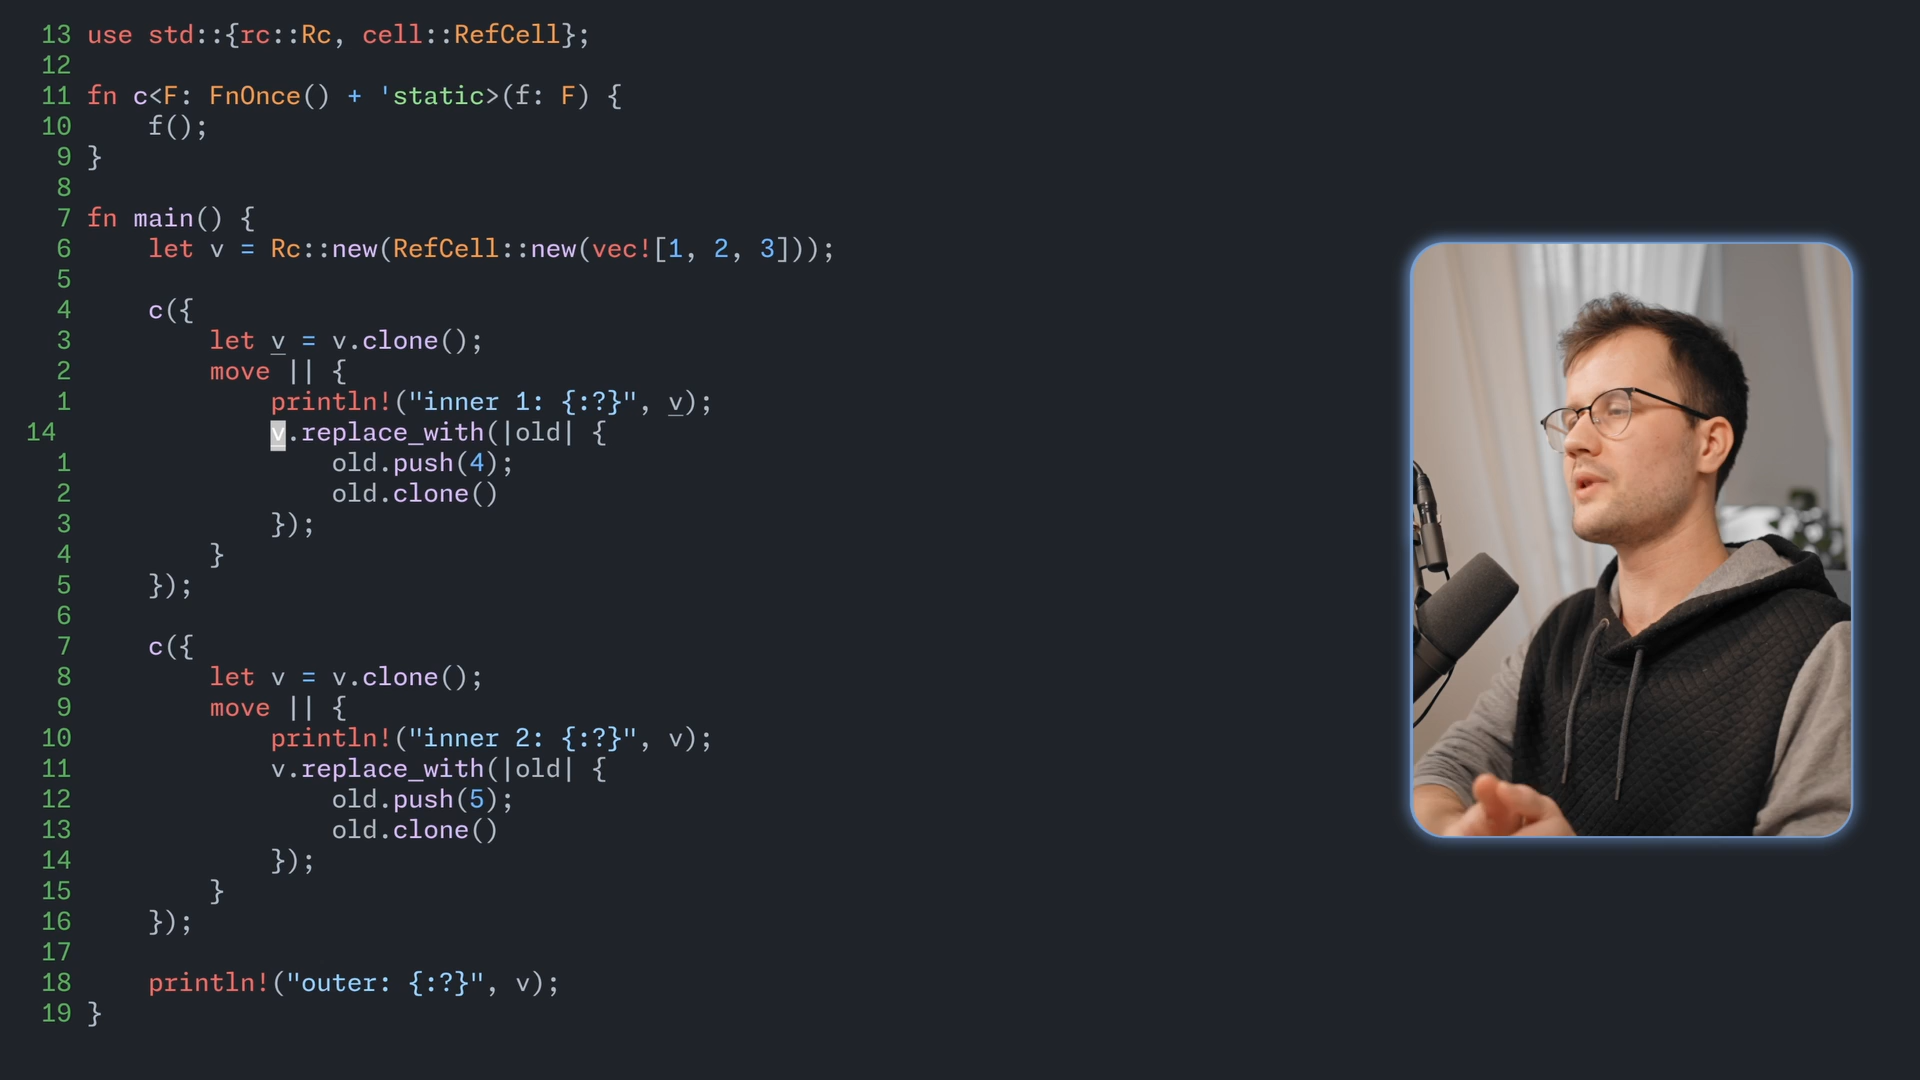 13 use std::{rc::Rc, cell::RefCell};
12
11 fn c<F: FnOnce() + 'static>(f: F) {
10     f();
9 }
8
7 fn main() {
6     let v = Rc::new(RefCell::new(vec![1, 2, 3]));
5
4     c({
3         let v = v.clone();
2         move || {
1             println!("inner 1: {:?}", v);
14             v.replace_with(|old| {
1                 old.push(4);
2                 old.clone()
3             });
4         }
5     });
6
7     c({
8         let v = v.clone();
9         move || {
10             println!("inner 2: {:?}", v);
11             v.replace_with(|old| {
12                 old.push(5);
13                 old.clone()
14             });
15         }
16     });
17
18     println!("outer: {:?}", v);
19 }